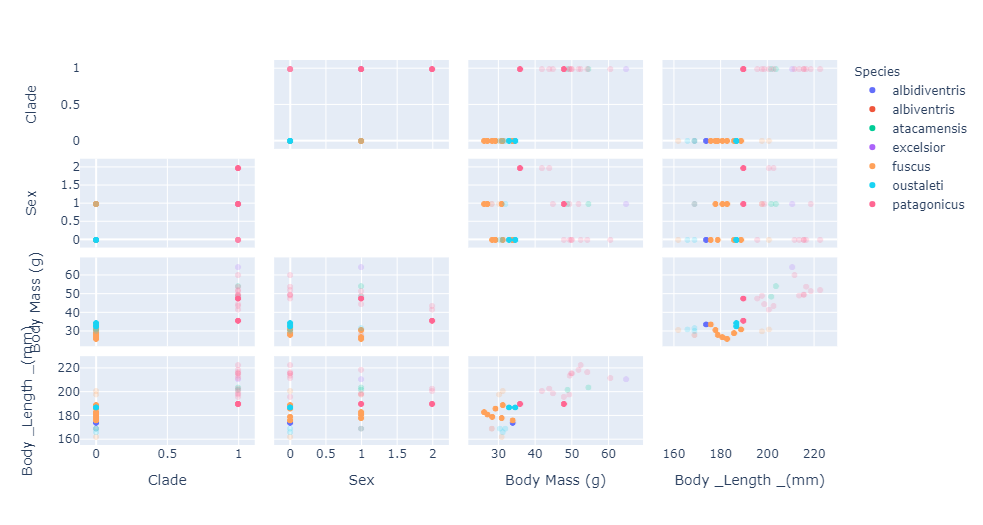 Species
albidiventris
albiventris
atacamensis
excelsior
fuscus
oustaleti
patagonicus
Clade
1
0.5
0
Sex
2
1.5
1
0.5
0
Body Mass (g)
60
50
40
30
Body _Length _(mm)
220
200
180
160
0 0.5 1
0 0.5 1 1.5 2
30 40 50 60
160 180 200 220
Clade
Sex
Body Mass (g)
Body _Length _(mm)